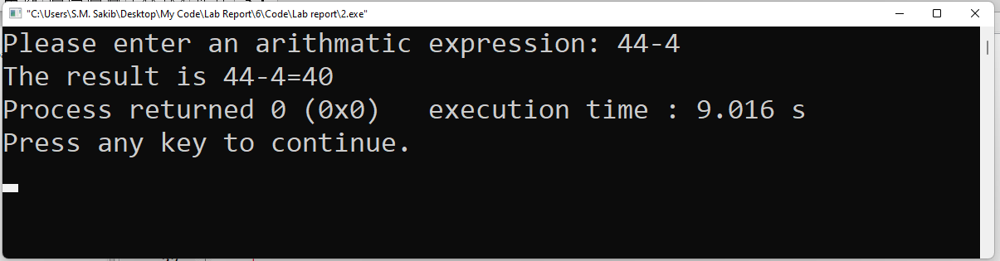 "C:\Users\S.M. Sakib\Desktop\My Code\Lab Report\6\Code\Lab report\2.exe"
Please enter an arithmatic expression: 44-4
The result is 44-4=40
Process returned 0 (0x0)   execution time : 9.016 s
Press any key to continue.